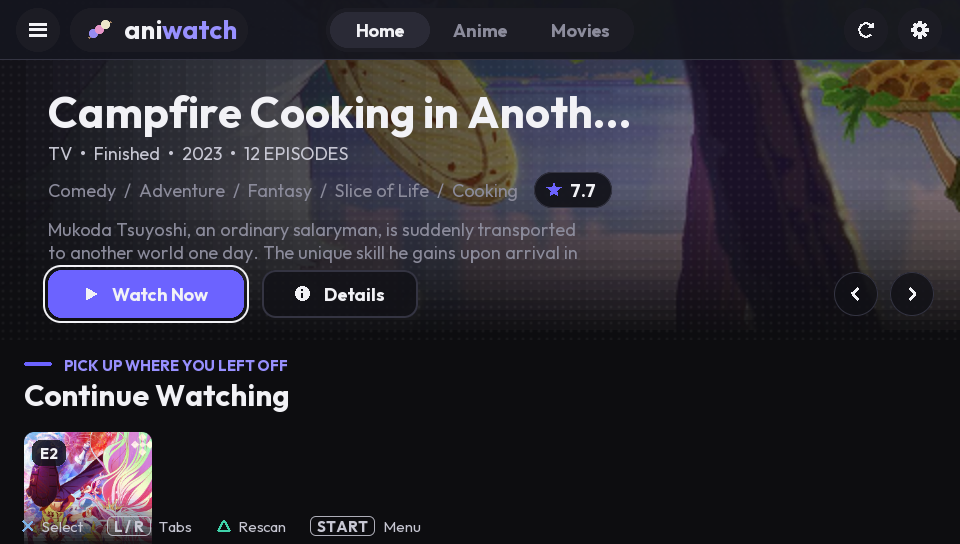 aniwatch
Home Anime Movies
Campfire Cooking in Anoth...
TV • Finished • 2023 • 12 EPISODES
Comedy / Adventure / Fantasy / Slice of Life / Cooking 7.7
Mukoda Tsuyoshi, an ordinary salaryman, is suddenly transported
to another world one day. The unique skill he gains upon arrival in
Watch Now Details
PICK UP WHERE YOU LEFT OFF
Continue Watching
E2
Select L/R Tabs Rescan START Menu